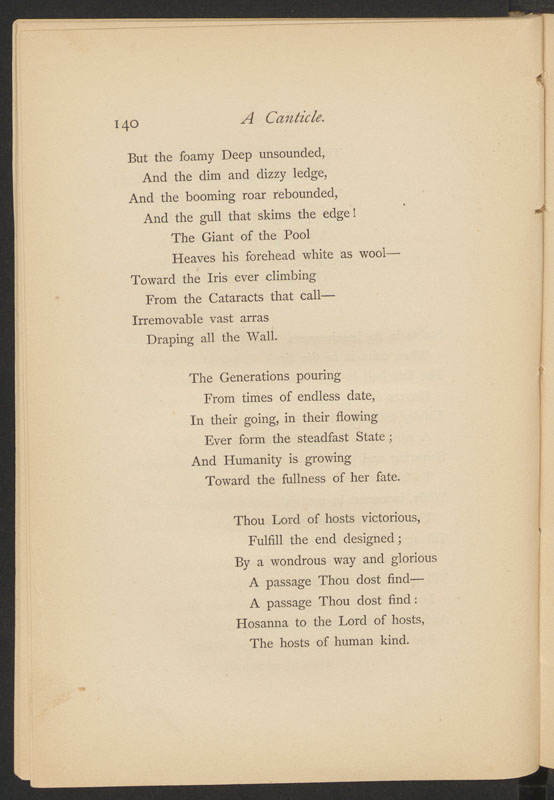 140
A Canticle.
But the foamy Deep unsounded,
And the dim and dizzy ledge,
And the booming roar rebounded,
And the gull that skims the edge!
The Giant of the Pool
Heaves his forehead white as wool—
Toward the Iris ever climbing
From the Cataracts that call—
Irremovable vast arras
Draping all the Wall.
The Generations pouring
From times of endless date,
In their going, in their flowing
Ever form the steadfast State;
And Humanity is growing
Toward the fullness of her fate.
Thou Lord of hosts victorious,
Fulfill the end designed;
By a wondrous way and glorious
A passage Thou dost find—
A passage Thou dost find:
Hosanna to the Lord of hosts,
The hosts of human kind.